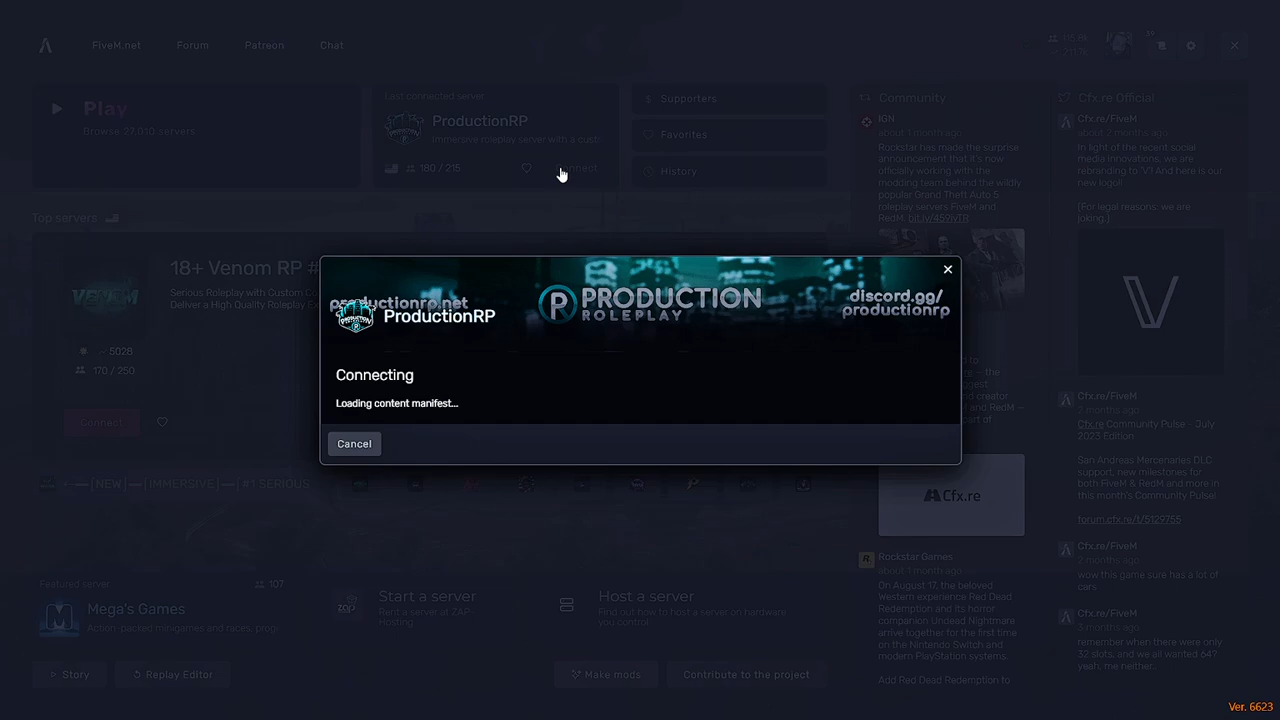 FiveM.net
Forum
Patreon
Chat
Play
Browse 27,010 servers
Last connected server
ProductionRP
Immersive roleplay server with a cust
180 / 215
Connect
Supporters
Favorites
History
Top servers
18+ Venom RP #
Serious Roleplay with Custom
Deliver a High Quality Roleplay
VENEM
5028
170 / 250
Connect
[NEW]
[IMMERSIVE]
#1 SERIOUS
productionrp.net
ProductionRP
PRODUCTION
ROLEPLAY
discord.gg/
productionrp
Connecting
Loading content manifest...
Cancel
Featured server
107
Mega's Games
Action-packed minigames and races, prog
Start a server
Rent a server at ZAP-
Hosting
Host a server
Find out how to host a server on hardware
you control
Story
Replay Editor
Make mods
Contribute to the project
Community
IGN
about 1 month ago
Rockstar has made the surprise
announcement that it's now
officially working with the
modding team behind the wildly
popular Grand Theft Auto 5
roleplay servers FiveM and
RedM. bit.ly/459iVTR
Cfx.re
Rockstar Games
about 1 month ago
On August 17, the beloved
Western experience Red Dead
Redemption and its horror
companion Undead Nightmare
arrive together for the first time
on the Nintendo Switch and
modern PlayStation systems.
Add Red Dead Redemption to
Cfx.re Official
Cfx.re/FiveM
about 2 months ago
In light of the recent social
media innovations, we are
rebranding to 'V'! And here is our
new logo!
(For legal reasons: we are
joking.)
Cfx.re/FiveM
2 months ago
Cfx.re Community Pulse - July
2023 Edition
San Andreas Mercenaries DLC
support, new milestones for
both FiveM & RedM and more
in this month's Community Pulse!
forum.cfx.re/t/5129755
Cfx.re/FiveM
2 months ago
wow this game sure has a lot of
cars
Cfx.re/FiveM
3 months ago
remember when there were only
32 slots, and we all wanted 64?
yeah, me neither..
Ver. 6623